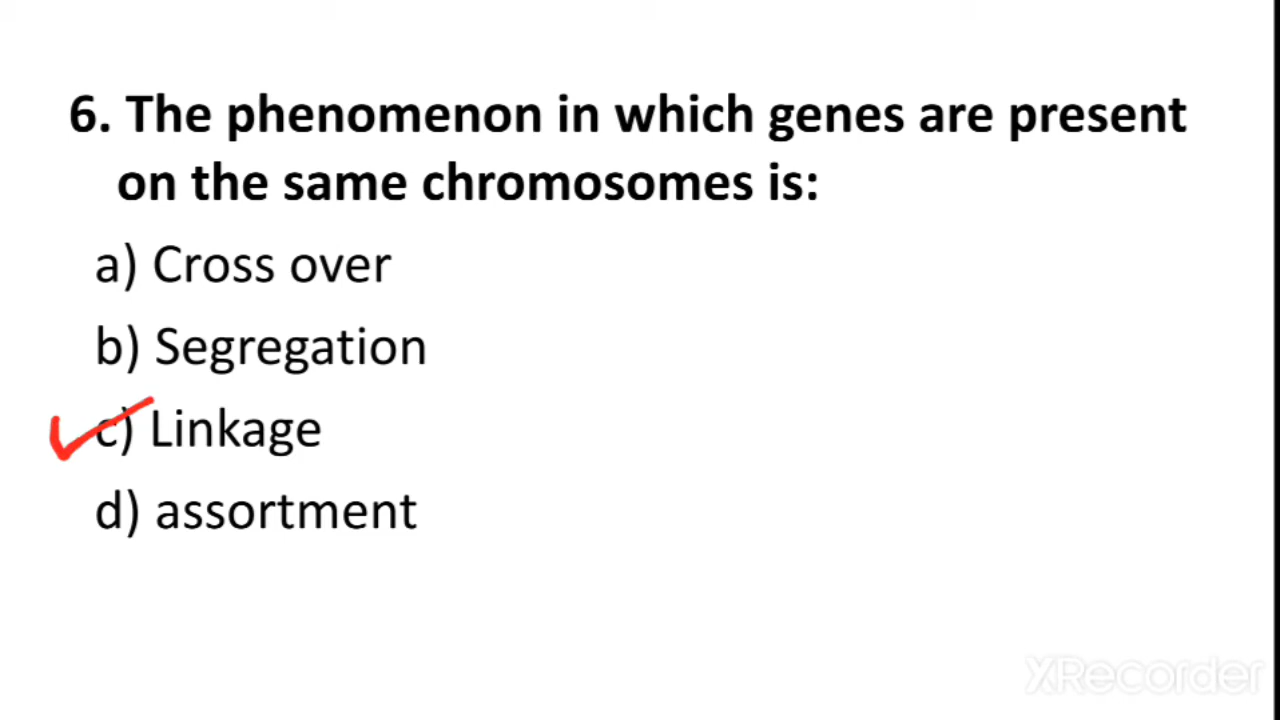 6. The phenomenon in which genes are present
on the same chromosomes is:
a) Cross over
b) Segregation
c) Linkage
d) assortment
XRecorder